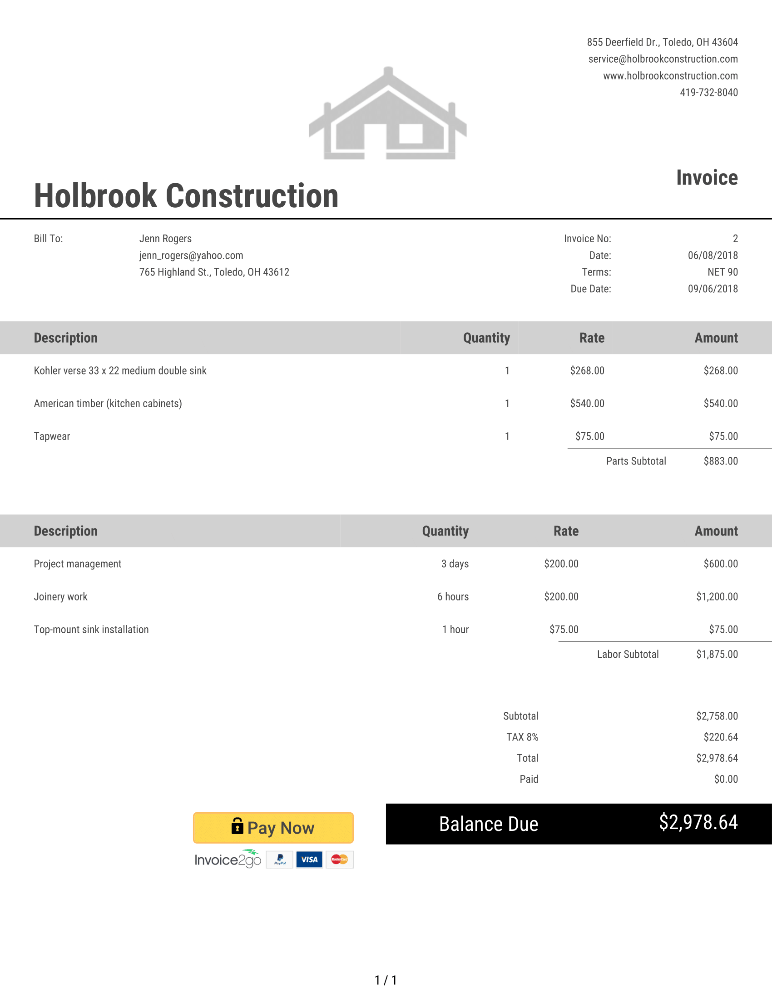 855 Deerfield Dr., Toledo, OH 43604
service@holbrookconstruction.com
www.holbrookconstruction.com
419-732-8040
Invoice
Holbrook Construction
Bill To: Jenn Rogers
jenn_rogers@yahoo.com
765 Highland St., Toledo, OH 43612
Invoice No: 2
Date: 06/08/2018
Terms: NET 90
Due Date: 09/06/2018
Description Quantity Rate Amount
Kohler verse 33 x 22 medium double sink 1 $268.00 $268.00
American timber (kitchen cabinets) 1 $540.00 $540.00
Tapwear 1 $75.00 $75.00
Parts Subtotal $883.00
Description Quantity Rate Amount
Project management 3 days $200.00 $600.00
Joinery work 6 hours $200.00 $1,200.00
Top-mount sink installation 1 hour $75.00 $75.00
Labor Subtotal $1,875.00
Subtotal $2,758.00
TAX 8% $220.64
Total $2,978.64
Paid $0.00
Balance Due $2,978.64
Pay Now
Invoice2go PayPal VISA MasterCard
1 / 1